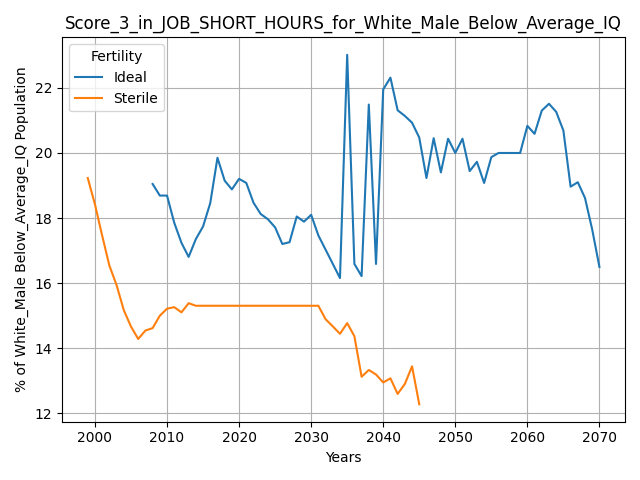 Score_3_in_JOB_SHORT_HOURS_for_White_Male_Below_Average_IQ
Fertility
Ideal
Sterile
% of White_Male Below_Average_IQ Population
22
20
18
16
14
12
2000 2010 2020 2030 2040 2050 2060 2070
Years